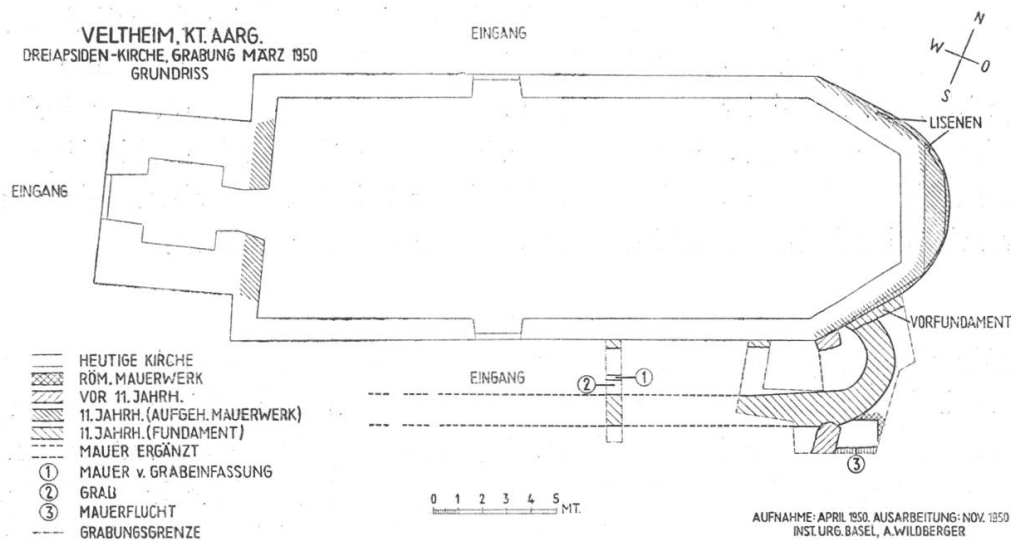 VELTHEIM, KT. AARG.
DREIAPSIDEN-KIRCHE, GRABUNG MÄRZ 1950
GRUNDRISS
EINGANG
N
W O
S
LISENEN
EINGANG
VORFUNDAMENT
EINGANG
① 
②
③
HEUTIGE KIRCHE
RÖM. MAUERWERK
VOR 11. JAHRH.
11. JAHRH. (AUFGEH. MAUERWERK)
11. JAHRH. (FUNDAMENT)
MAUER ERGÄNZT
① MAUER v. GRABEINFASSUNG
② GRAB
③ MAUERFLUCHT
GRABUNGSGRENZE
0 1 2 3 4 5 MT.
AUFNAHME: APRIL 1950. AUSARBEITUNG: NOV. 1950
INST. URG. BASEL, A. WILDBERGER